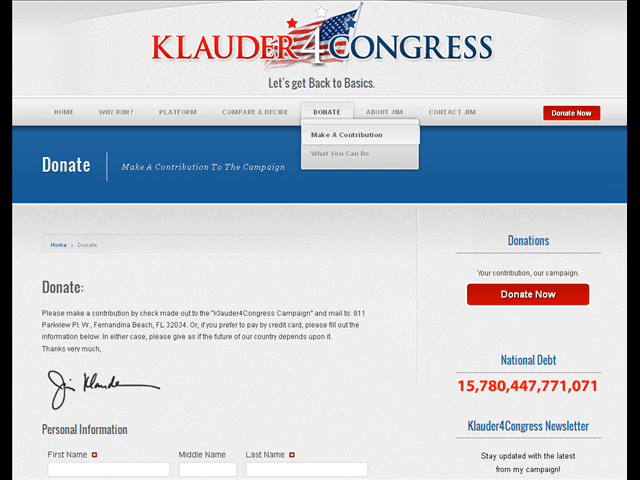 KLAUDER4CONGRESS
Let's get Back to Basics.
HOME WHY RUN? PLATFORM COMPARE & DECIDE DONATE ABOUT JIM CONTACT JIM Donate Now
Make A Contribution
What You Can Do
Donate Make A Contribution To The Campaign
Home » Donate
Donate:
Please make a contribution by check made out to the "Klauder4Congress Campaign" and mail to: 811
Parkview Pl. W., Fernandina Beach, FL 32034. Or, if you prefer to pay by credit card, please fill out the
information below. In either case, please give as if the future of our country depends upon it.
Thanks very much,
Jim Klauder
Personal Information
First Name Middle Name Last Name
Donations
Your contribution, our campaign.
Donate Now
National Debt
15,780,447,771,071
Klauder4Congress Newsletter
Stay updated with the latest
from my campaign!